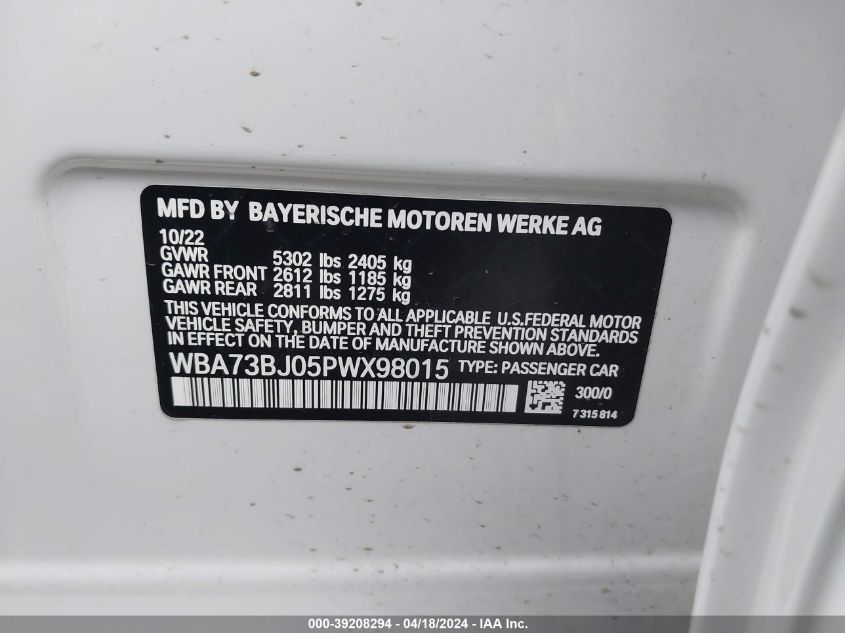 MFD BY BAYERISCHE MOTOREN WERKE AG
10/22
GVWR 5302 lbs 2405 kg
GAWR FRONT 2612 lbs 1185 kg
GAWR REAR 2811 lbs 1275 kg
THIS VEHICLE CONFORMS TO ALL APPLICABLE U.S.FEDERAL MOTOR
VEHICLE SAFETY, BUMPER AND THEFT PREVENTION STANDARDS
IN EFFECT ON THE DATE OF MANUFACTURE SHOWN ABOVE.
WBA73BJ05PWX98015 TYPE: PASSENGER CAR
300/0
7 315 814
000-39208294 - 04/18/2024 - IAA Inc.